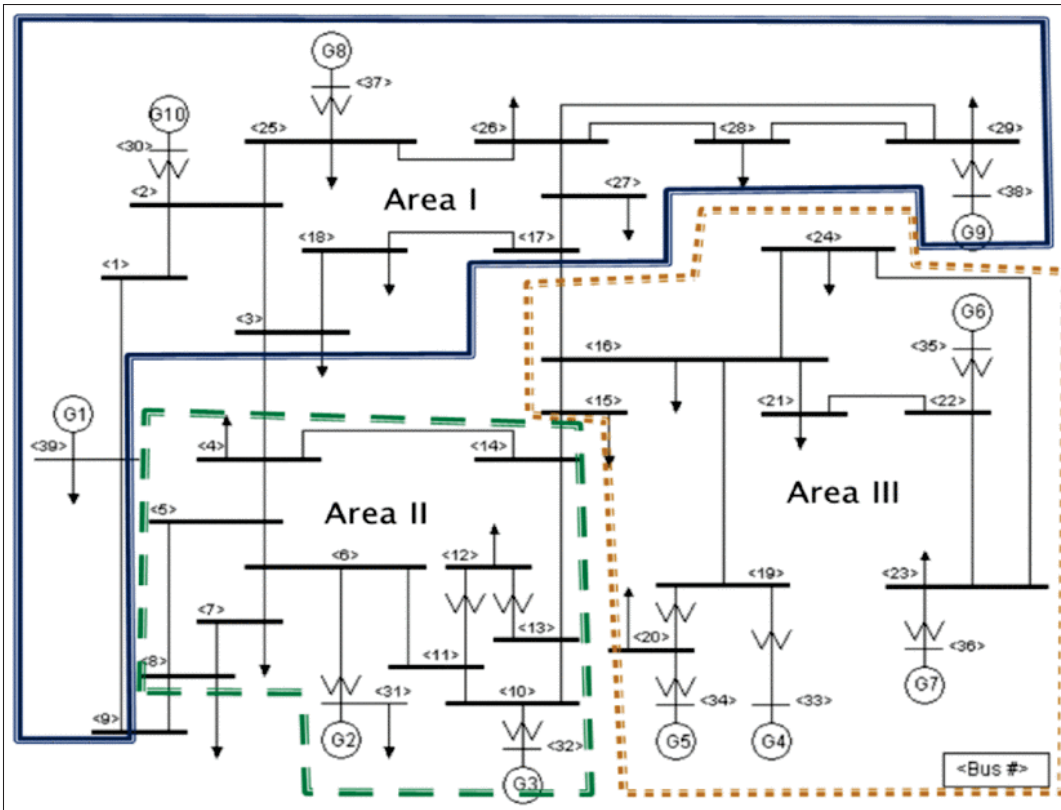 G8
<37>
G10
<25>
<26>
<28>
<29>
<30>
<2>
<27>
<38>
Area I
<18>
<17>
G9
<24>
<1>
<3>
G6
<16>
<35>
G1
<15>
<21>
<22>
<39>
<4>
<14>
Area III
<5>
Area II
<6>
<12>
<19>
<23>
<7>
<13>
<20>
<8>
<11>
<36>
<31>
<10>
G7
<9>
<34>
<33>
G2
<32>
G5
G4
G3
<Bus #>